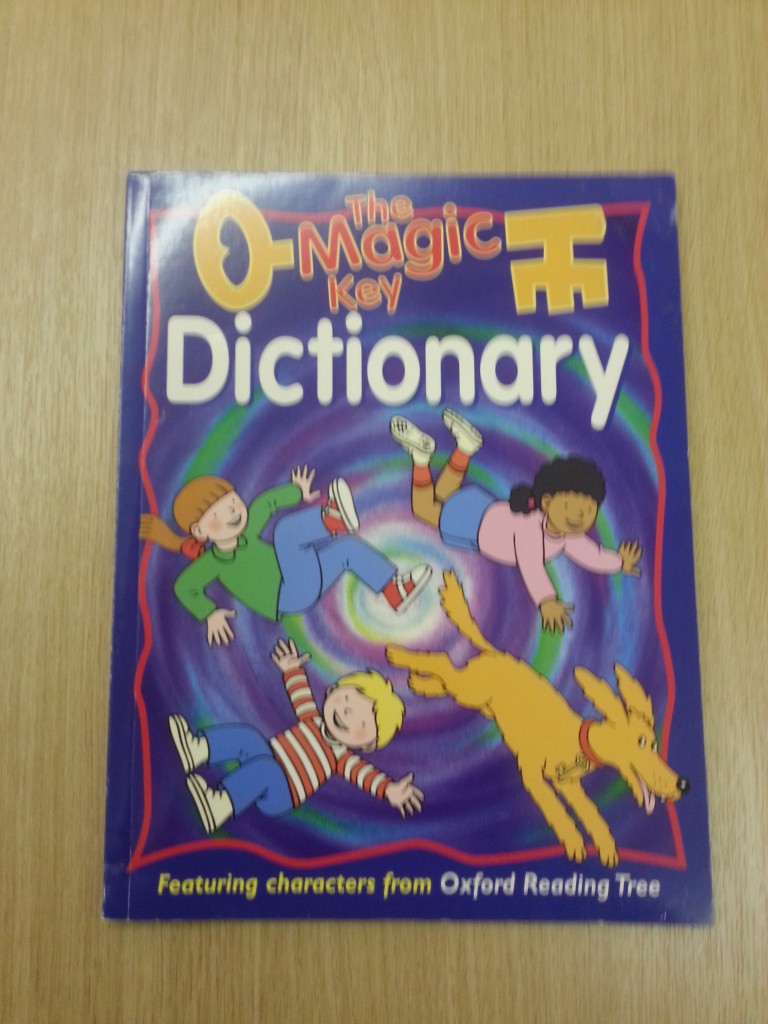 The
Magic
Key
Dictionary
Featuring characters from Oxford Reading Tree